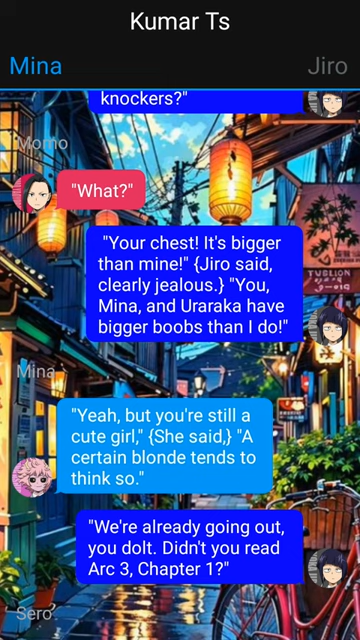 Kumar Ts
Mina
Jiro
knockers?"
Momo
"What?"
"Your chest! It's bigger
than mine!" {Jiro said,
clearly jealous.} "You,
Mina, and Uraraka have
bigger boobs than I do!"
Mina
"Yeah, but you're still a
cute girl," {She said,} "A
certain blonde tends to
think so."
"We're already going out,
you dolt. Didn't you read
Arc 3, Chapter 1?"
Sero